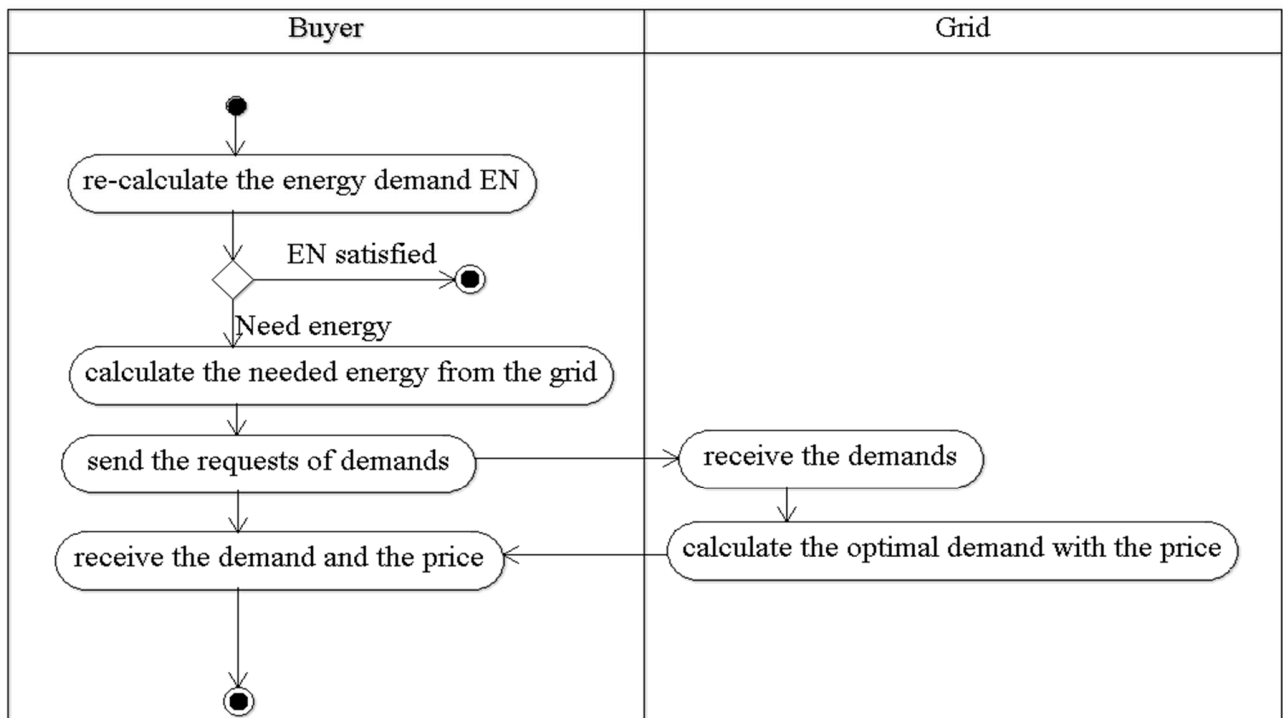 Buyer
Grid
re-calculate the energy demand EN
EN satisfied
Need energy
calculate the needed energy from the grid
send the requests of demands
receive the demands
receive the demand and the price
calculate the optimal demand with the price